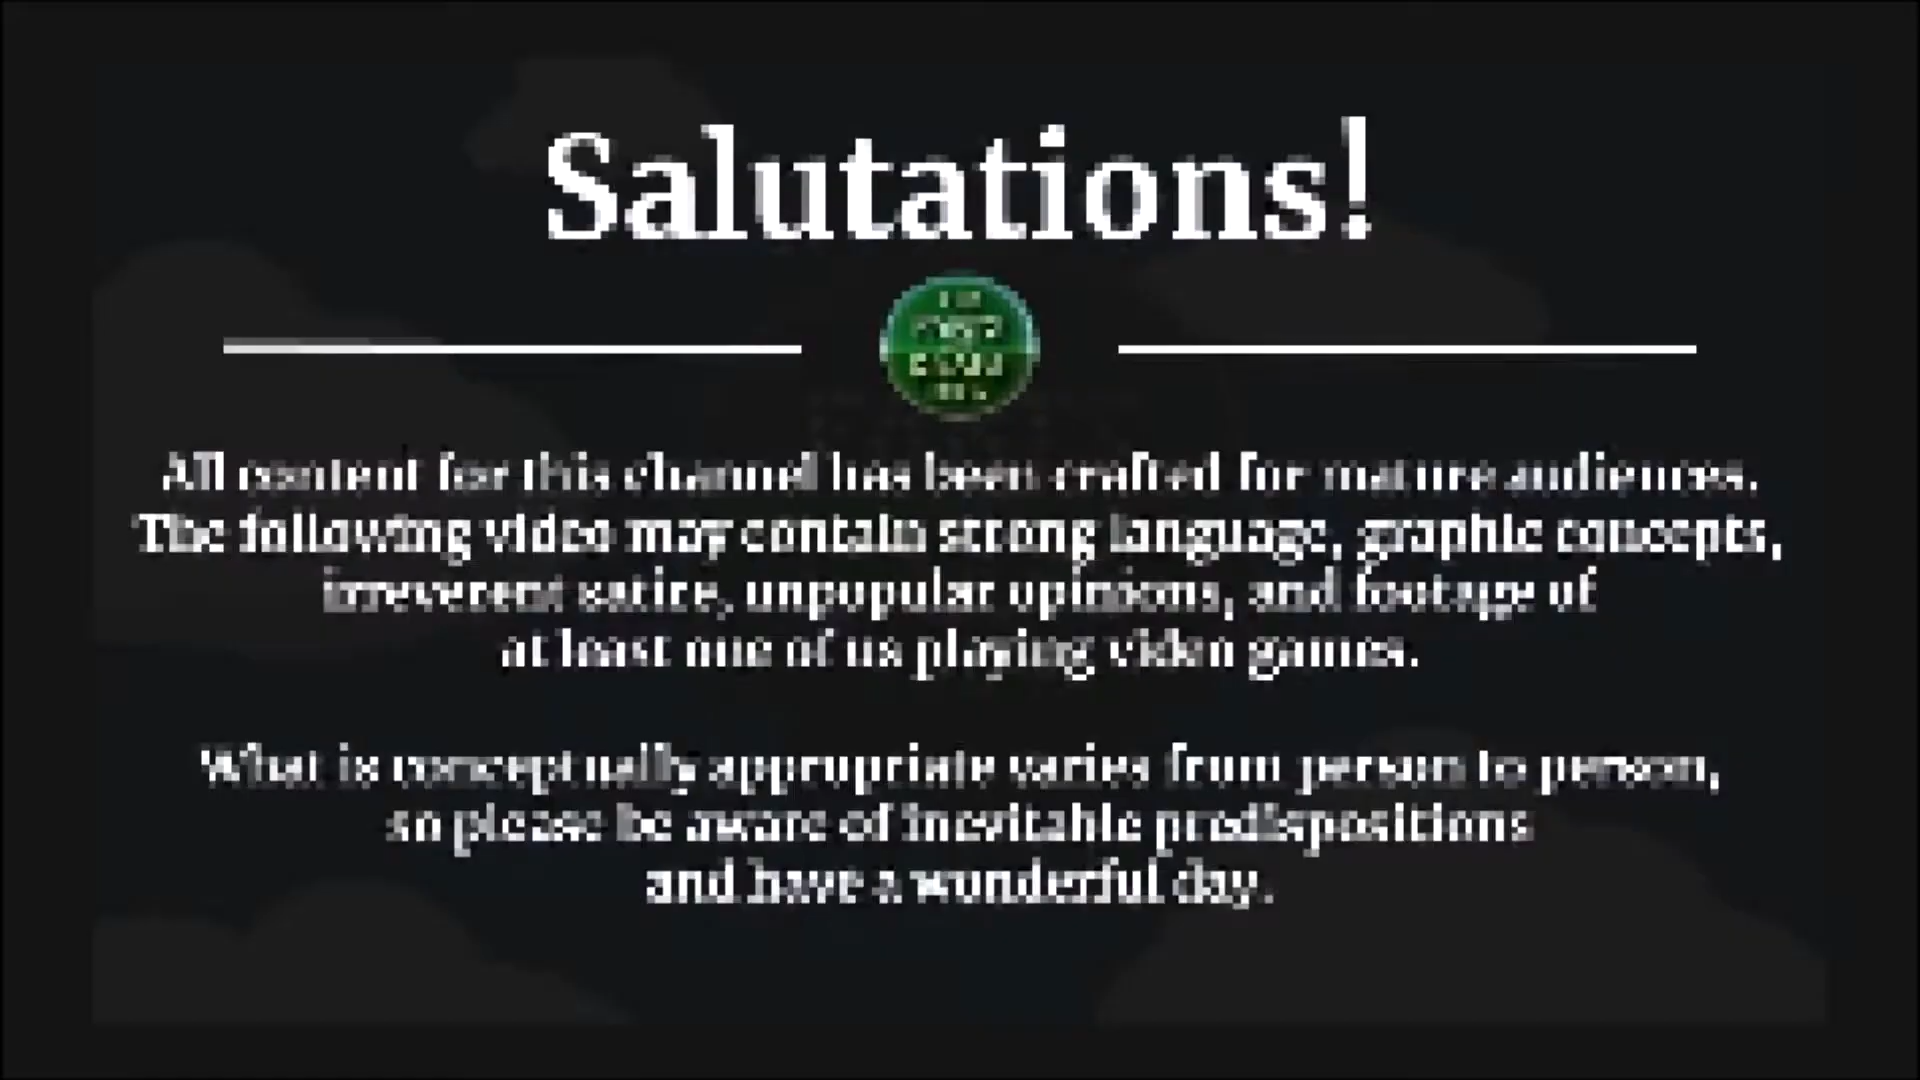 Salutations!
All content for this channel has been crafted for mature audiences.
The following video may contain strong language, graphic concepts,
irreverent satire, unpopular opinions, and footage of
at least one of us playing video games.
What is conceptually appropriate varies from person to person,
so please be aware of inevitable predispositions
and have a wonderful day.